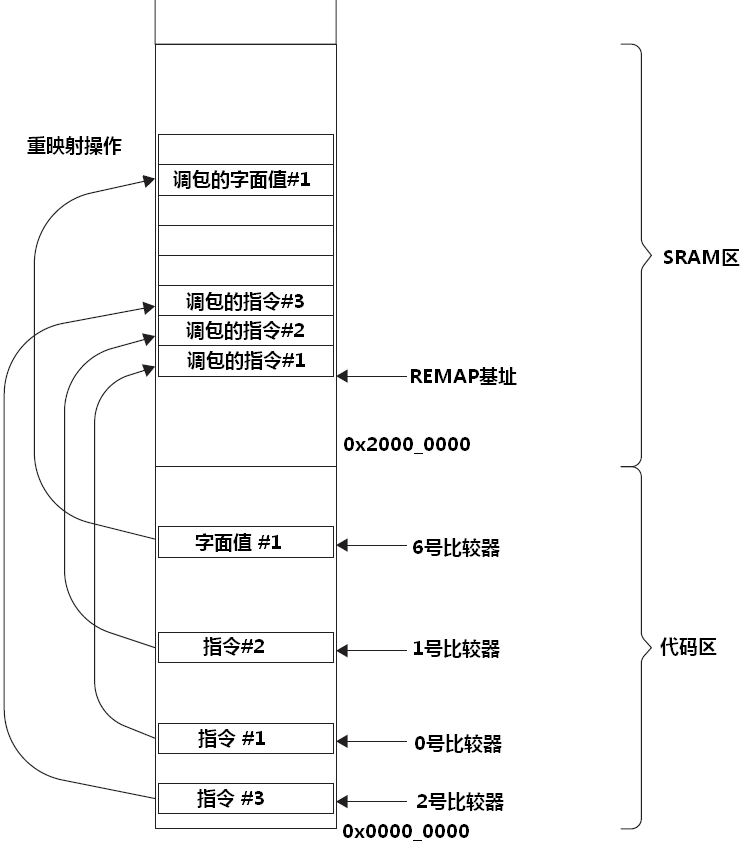 重映射操作
调包的字面值#1
SRAM区
调包的指令#3
调包的指令#2
调包的指令#1
REMAP基址
0x2000_0000
字面值 #1
6号比较器
指令#2
1号比较器
代码区
指令 #1
0号比较器
指令 #3
2号比较器
0x0000_0000